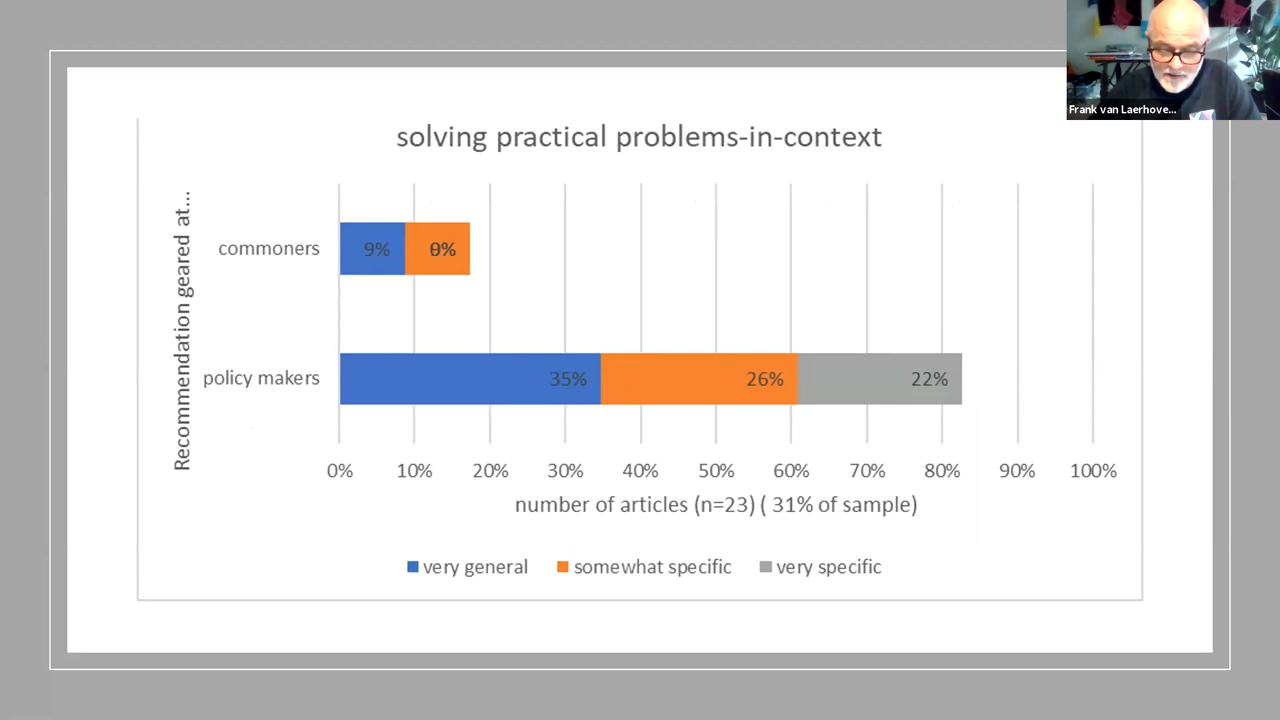 Frank van Laerhove...
solving practical problems-in-context
Recommendation geared at...
commoners
9%
policy makers
35% 26% 22%
0% 10% 20% 30% 40% 50% 60% 70% 80% 90% 100%
number of articles (n=23) ( 31% of sample)
very general somewhat specific very specific